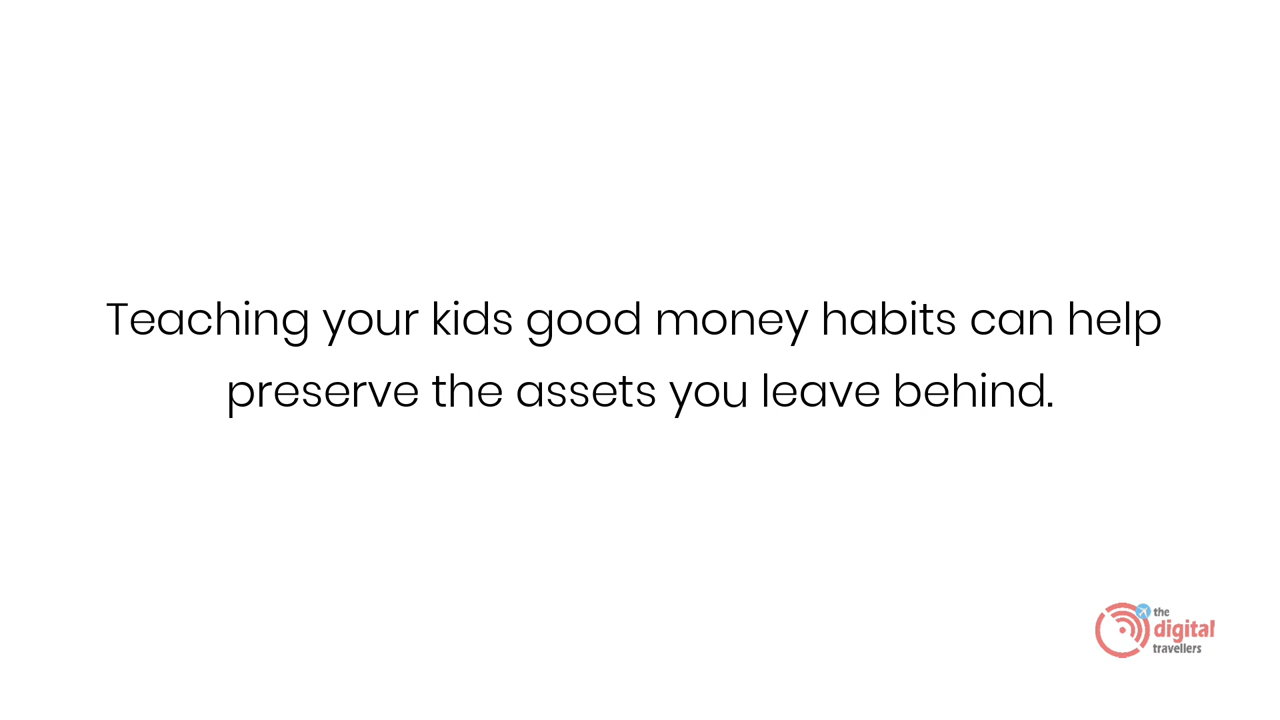 Teaching your kids good money habits can help
preserve the assets you leave behind.
the
digital
travellers